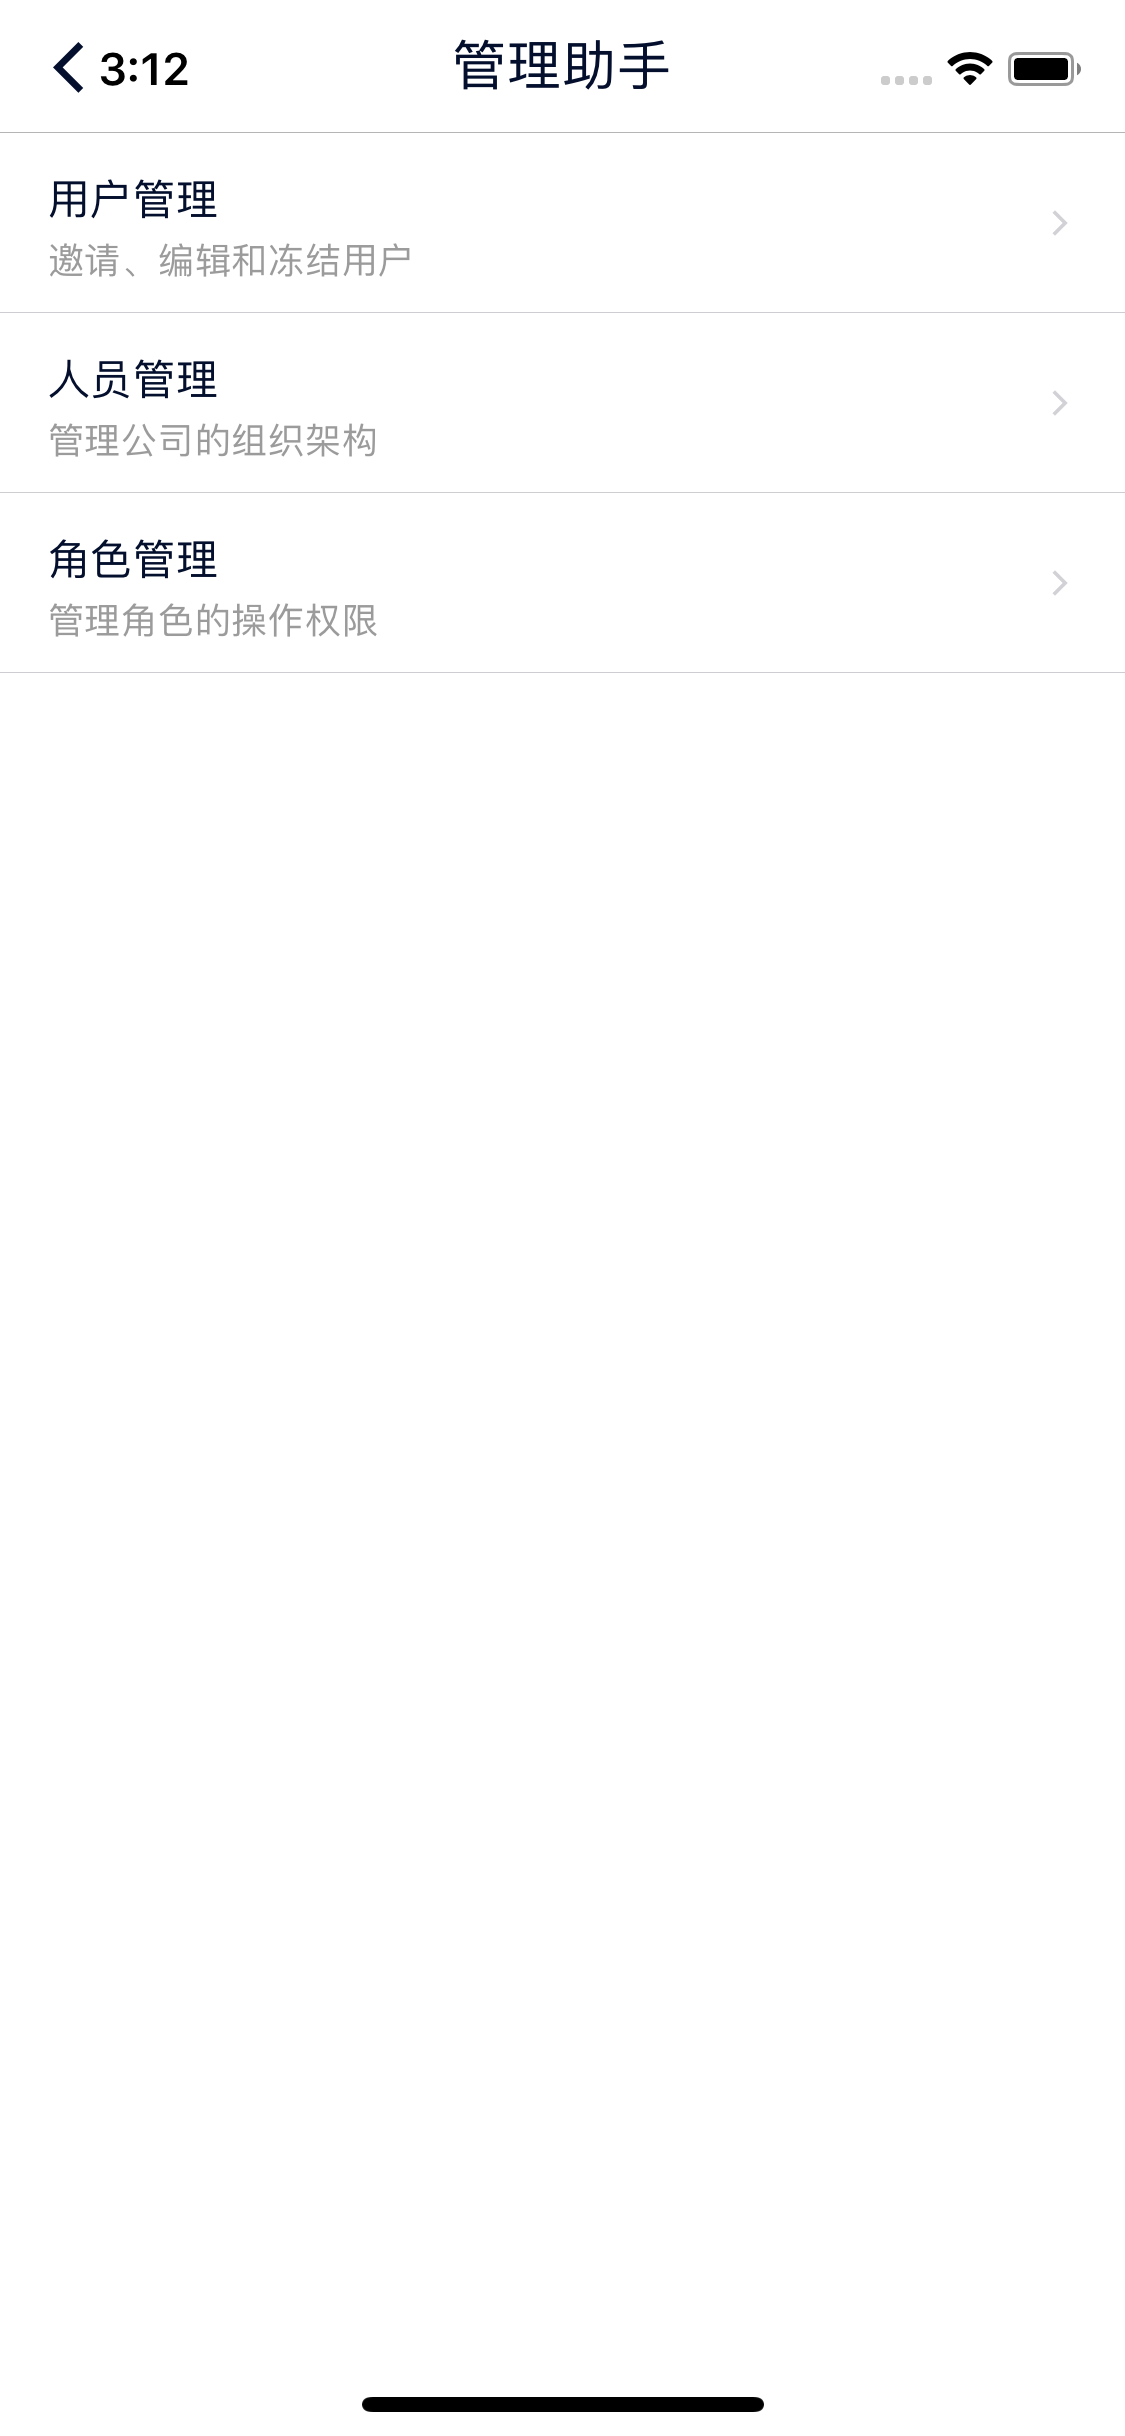 3:12
管理助手
用户管理
邀请、编辑和冻结用户
人员管理
管理公司的组织架构
角色管理
管理角色的操作权限